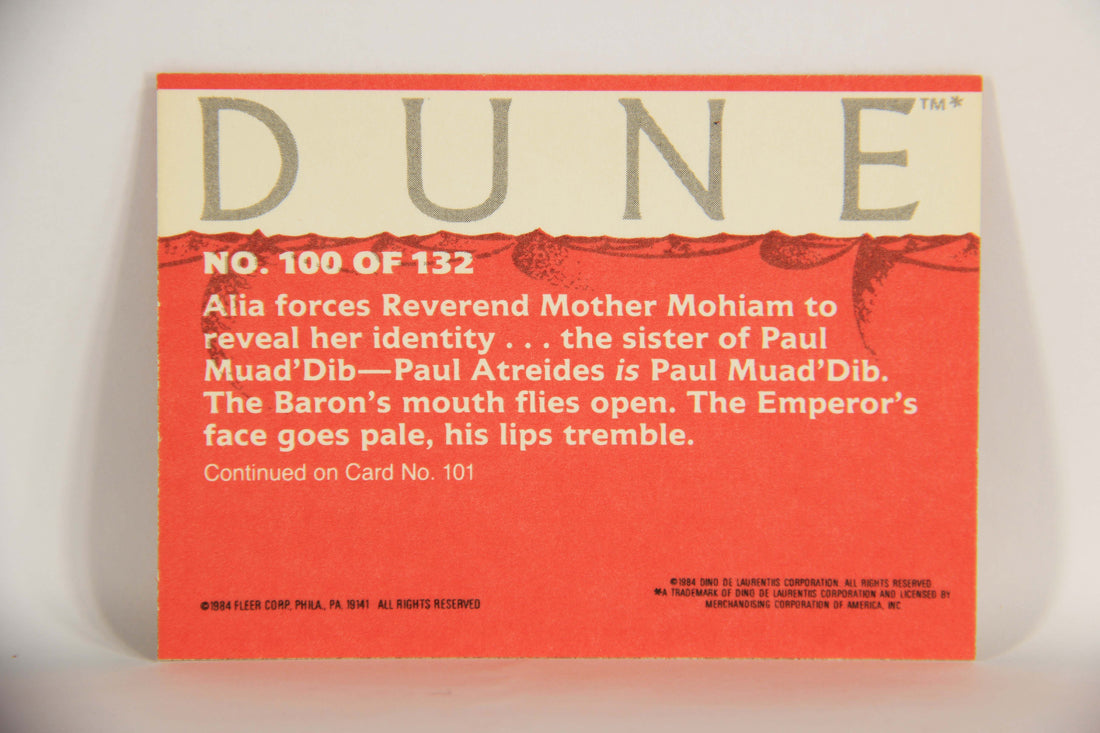 DUNE™*
NO. 100 OF 132
Alia forces Reverend Mother Mohiam to
reveal her identity . . . the sister of Paul
Muad'Dib—Paul Atreides is Paul Muad'Dib.
The Baron's mouth flies open. The Emperor's
face goes pale, his lips tremble.
Continued on Card No. 101
©1984 FLEER CORP., PHILA., PA. 19141 ALL RIGHTS RESERVED
©1984 DINO DE LAURENTIIS CORPORATION. ALL RIGHTS RESERVED.
*A TRADEMARK OF DINO DE LAURENTIIS CORPORATION AND LICENSED BY
MERCHANDISING CORPORATION OF AMERICA, INC.